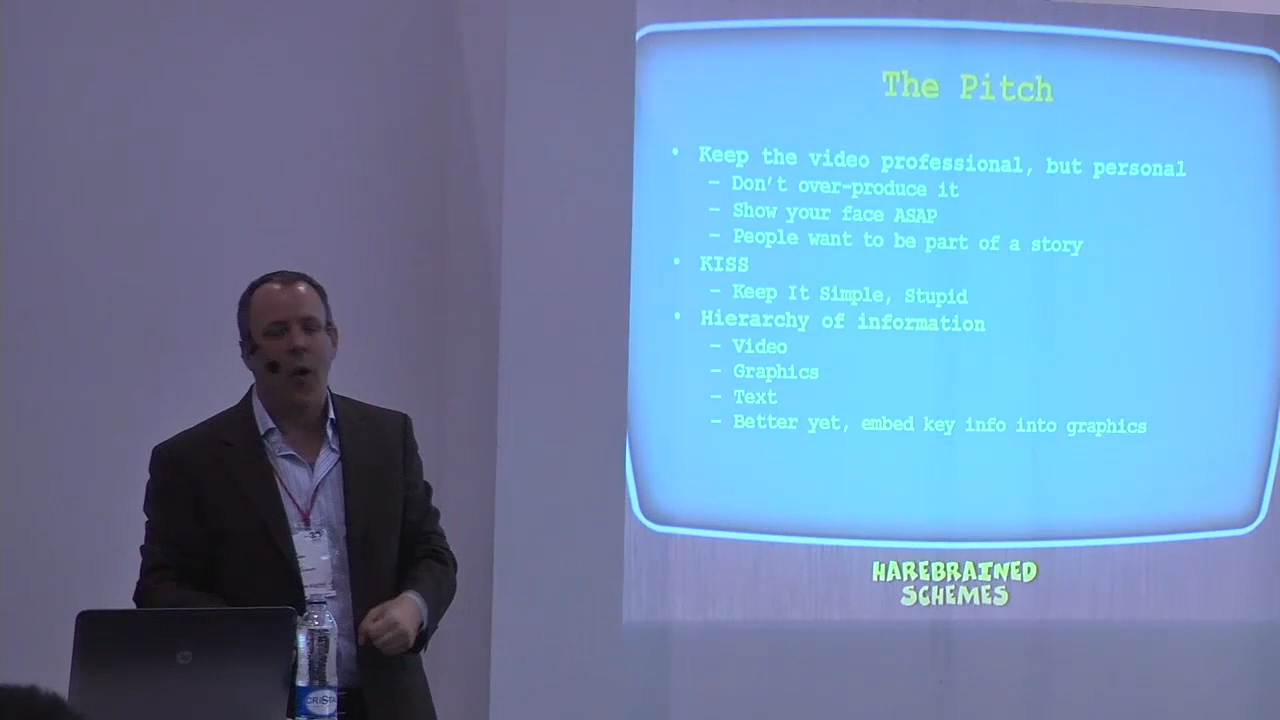 The Pitch
• Keep the video professional, but personal
– Don't over-produce it
– Show your face ASAP
– People want to be part of a story
• KISS
– Keep It Simple, Stupid
• Hierarchy of information
– Video
– Graphics
– Text
– Better yet, embed key info into graphics
HAREBRAINED
SCHEMES
hp